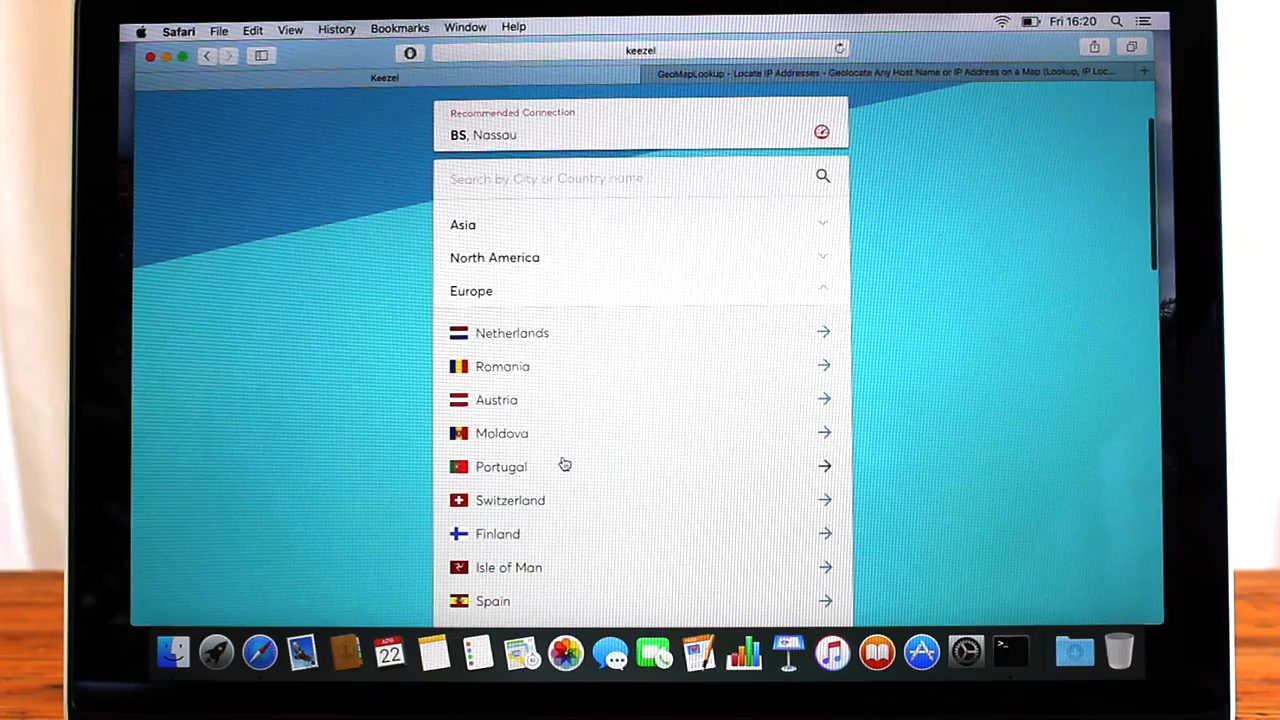 Safari File Edit View History Bookmarks Window Help Fri 16:20
keezel
Keezel
GeoMapLookup - Locate IP Addresses - Geolocate Any Host Name or IP Address on a Map (Lookup, IP Loc...
Recommended Connection
BS, Nassau
Search by City or Country name
Asia
North America
Europe
Netherlands
Romania
Austria
Moldova
Portugal
Switzerland
Finland
Isle of Man
Spain
APR
22